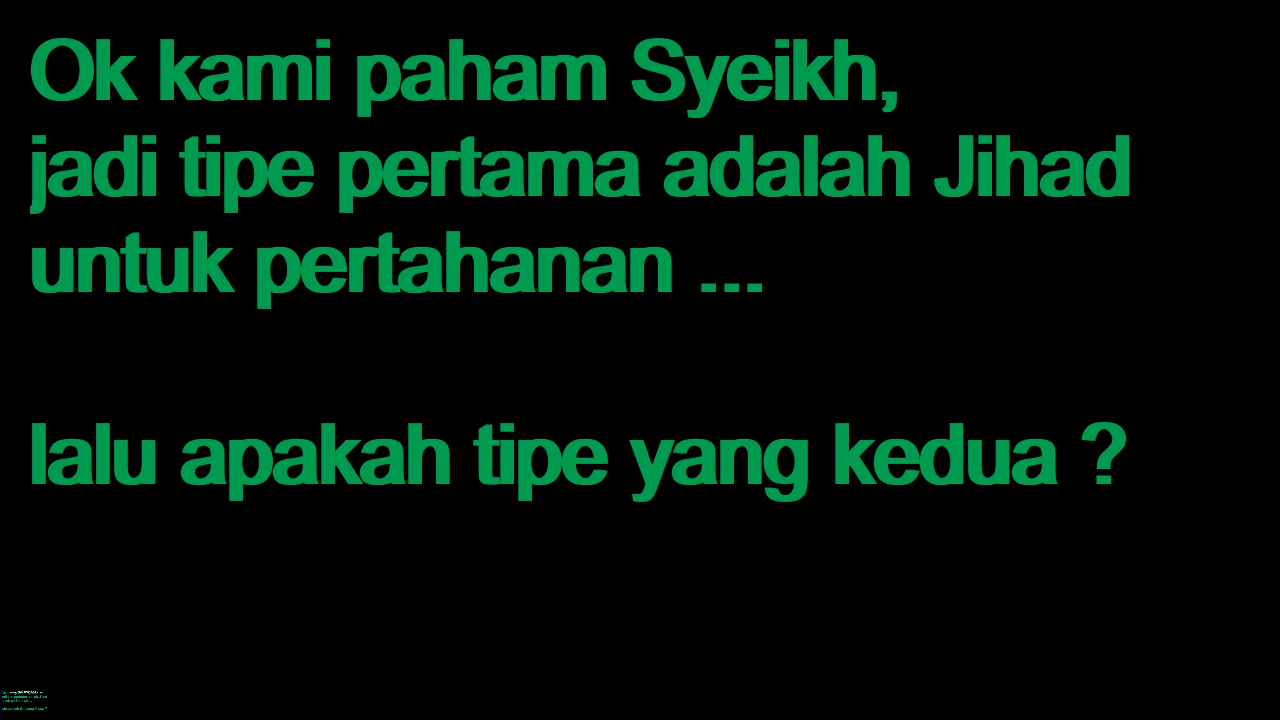 Ok kami paham Syeikh,
jadi tipe pertama adalah Jihad
untuk pertahanan ...
lalu apakah tipe yang kedua ?